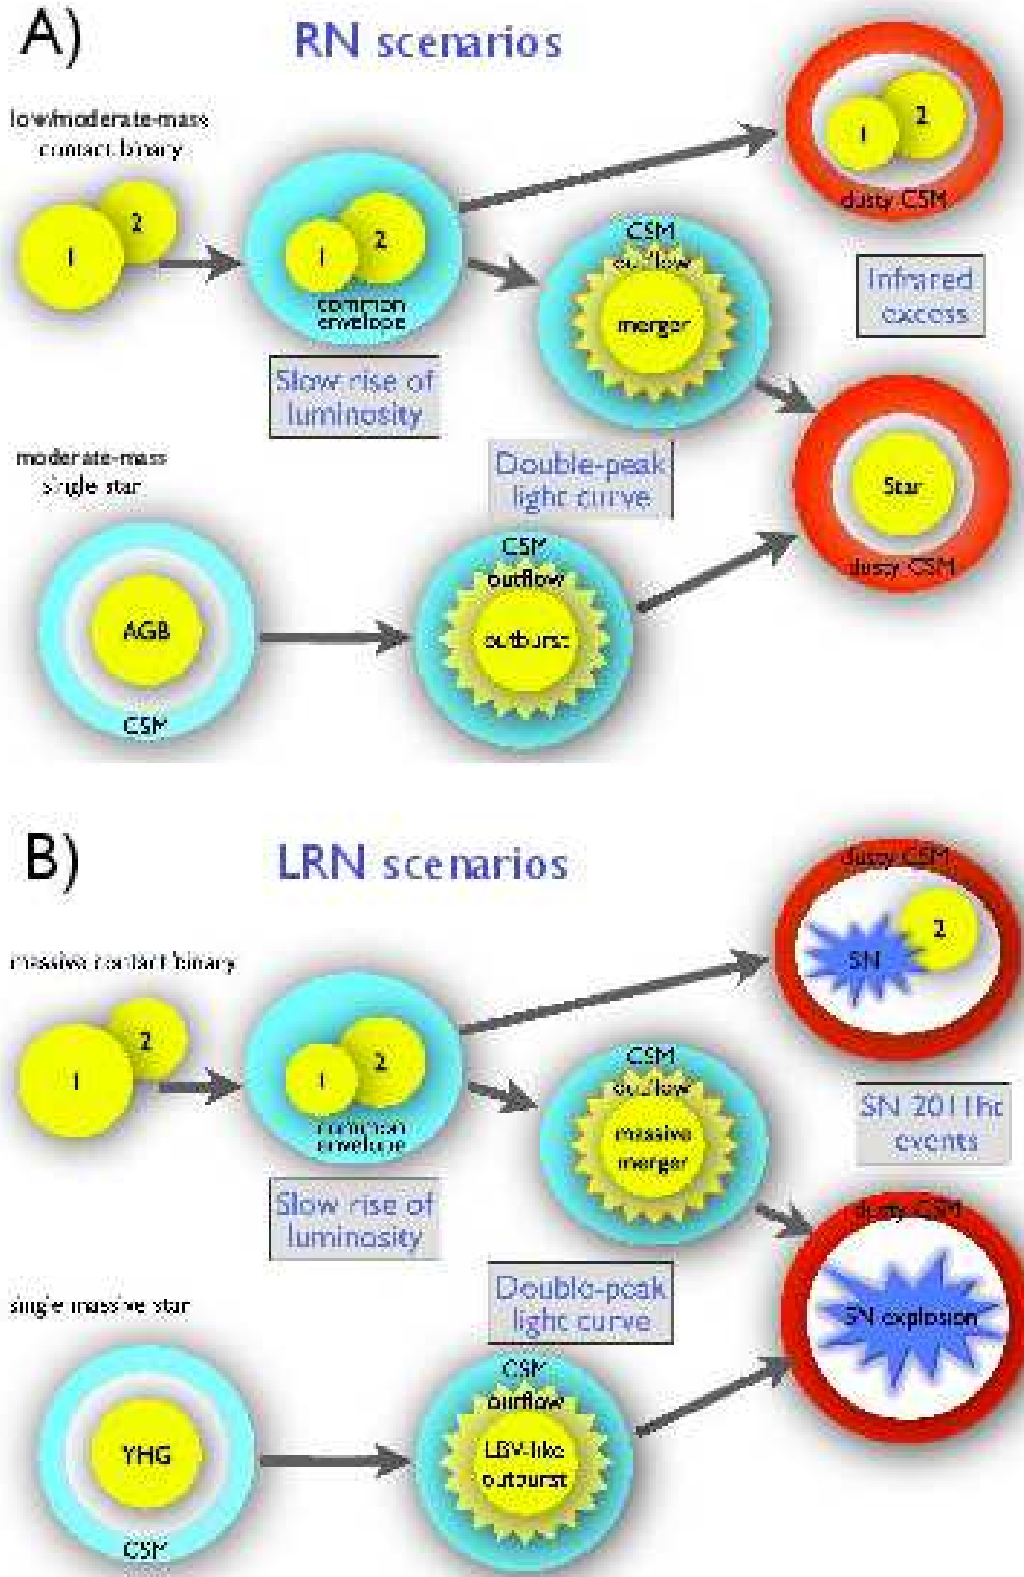 A)
RN scenarios
low/moderate-mass
contact binary
1
2
1
2
common
envelope
Slow rise of
luminosity
CSM
outflow
merger
1
2
dusty CSM
Infrared
excess
moderate-mass
single star
AGB
CSM
Double-peak
light curve
CSM
outflow
outburst
Star
dusty CSM
B)
LRN scenarios
massive contact binary
1
2
1
2
common
envelope
Slow rise of
luminosity
CSM
outflow
massive
merger
dusty CSM
SN
2
SN 2011ht
events
single massive star
YHG
CSM
Double-peak
light curve
CSM
outflow
LBV-like
outburst
dusty CSM
SN explosion